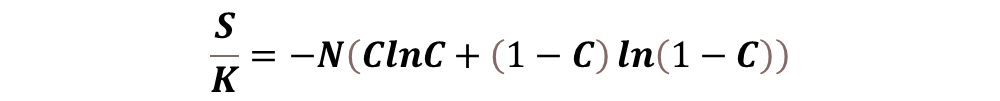 S/K = −N(ClnC + (1 − C) ln(1 − C))